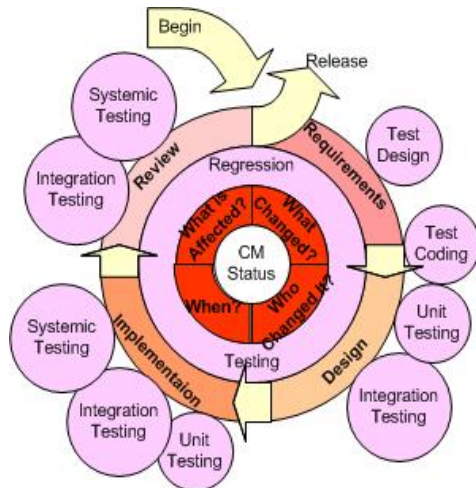 Begin
Release
Systemic
Testing
Integration
Testing
Review
Requirements
Test
Design
Regression
What is
Affected?
What
Changed?
CM
Status
When?
Who
Changed It?
Testing
Test
Coding
Unit
Testing
Integration
Testing
Design
Implementaion
Systemic
Testing
Integration
Testing
Unit
Testing